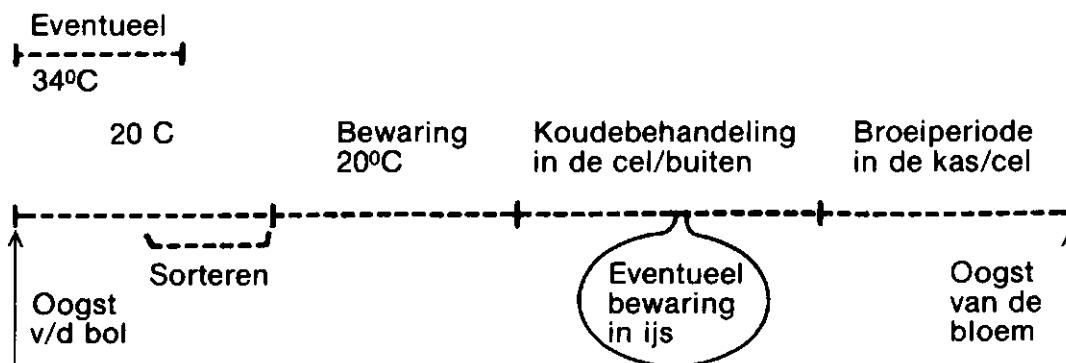 Eventueel
34⁰C
20 C
Bewaring
20⁰C
Koudebehandeling
in de cel/buiten
Broeiperiode
in de kas/cel
Sorteren
Oogst
v/d bol
Eventueel
bewaring
in ijs
Oogst
van de
bloem